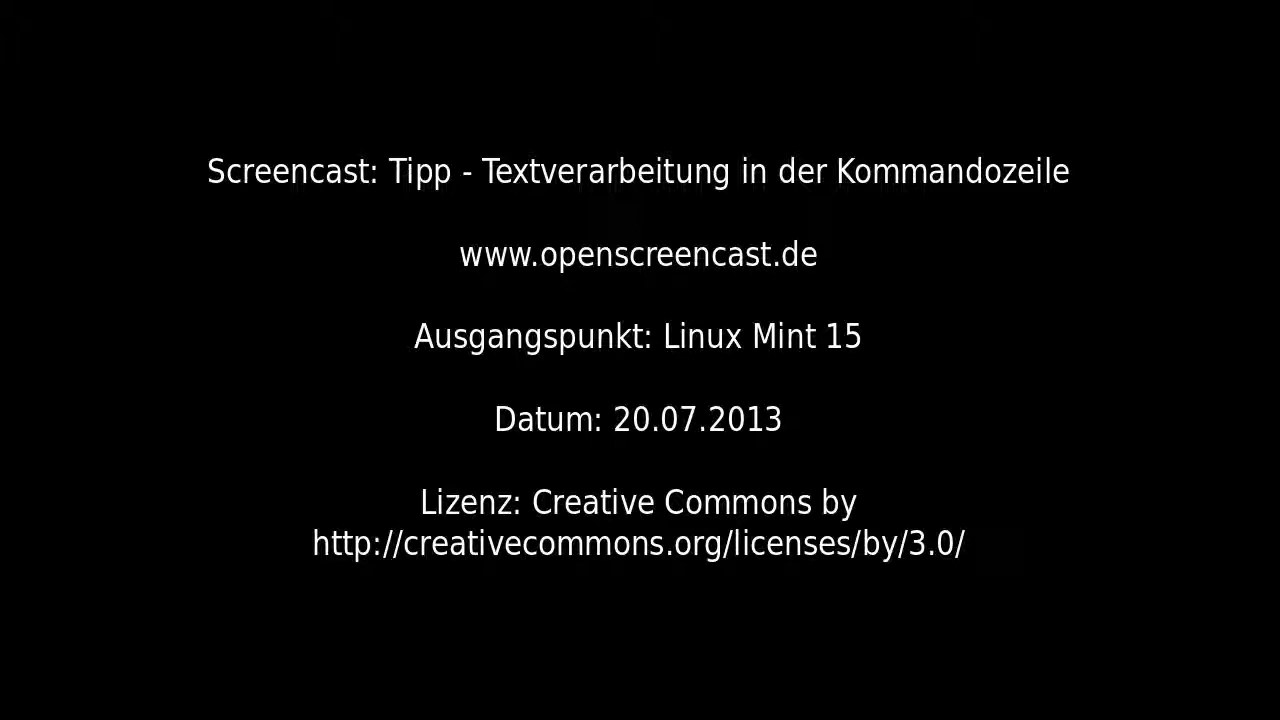 Screencast: Tipp - Textverarbeitung in der Kommandozeile
www.openscreencast.de
Ausgangspunkt: Linux Mint 15
Datum: 20.07.2013
Lizenz: Creative Commons by
http://creativecommons.org/licenses/by/3.0/